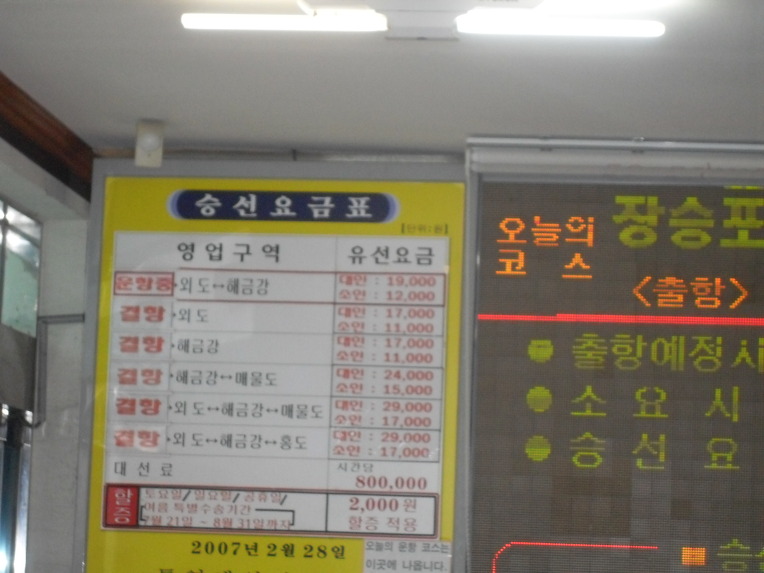 승선요금표
[단위:원]
영업구역 유선요금
운항중 외도↔해금강 대인 : 19,000
소인 : 12,000
결항 외도 대인 : 17,000
소인 : 11,000
결항 해금강 대인 : 17,000
소인 : 11,000
결항 해금강↔매물도 대인 : 24,000
소인 : 15,000
결항 외도↔해금강↔매물도 대인 : 29,000
소인 : 17,000
결항 외도↔해금강↔홍도 대인 : 29,000
소인 : 17,000
대선료 시간당
800,000
할증 토요일/일요일/공휴일/
여름 특별수송기간
7월 21일 ~ 8월 31일까지
2,000원
할증 적용
2007년 2월 28일
오늘의 운항 코스는
이곳에 나옵니다.
오늘의
코스
장승포
<출항>
● 출항예정시
● 소요시
● 승선요